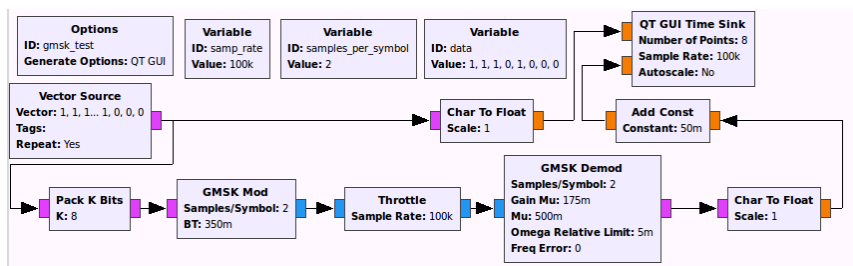 Options
ID: gmsk_test
Generate Options: QT GUI
Variable
ID: samp_rate
Value: 100k
Variable
ID: samples_per_symbol
Value: 2
Variable
ID: data
Value: 1, 1, 1, 0, 1, 0, 0, 0
QT GUI Time Sink
Number of Points: 8
Sample Rate: 100k
Autoscale: No
Vector Source
Vector: 1, 1, 1... 1, 0, 0, 0
Tags:
Repeat: Yes
Char To Float
Scale: 1
Add Const
Constant: 50m
Pack K Bits
K: 8
GMSK Mod
Samples/Symbol: 2
BT: 350m
Throttle
Sample Rate: 100k
GMSK Demod
Samples/Symbol: 2
Gain Mu: 175m
Mu: 500m
Omega Relative Limit: 5m
Freq Error: 0
Char To Float
Scale: 1